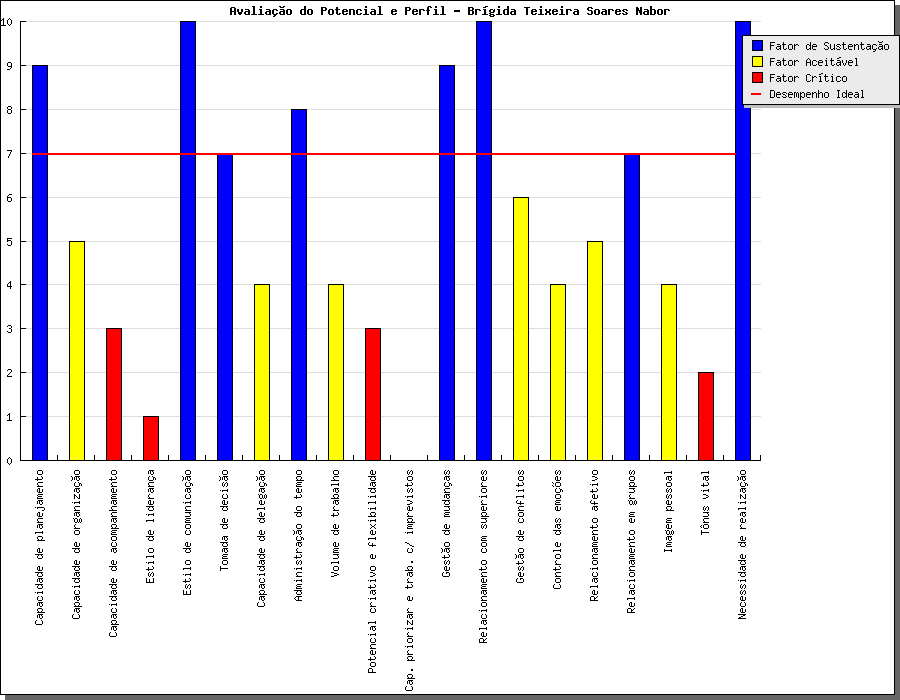 Avaliação do Potencial e Perfil - Brígida Teixeira Soares Nabor
10
9
8
7
6
5
4
3
2
1
0
Fator de Sustentação
Fator Aceitável
Fator Crítico
Desempenho Ideal
Capacidade de planejamento
Capacidade de organização
Capacidade de acompanhamento
Estilo de liderança
Estilo de comunicação
Tomada de decisão
Capacidade de delegação
Administração do tempo
Volume de trabalho
Potencial criativo e flexibilidade
Cap. priorizar e trab. c/ imprevistos
Gestão de mudanças
Relacionamento com superiores
Gestão de conflitos
Controle das emoções
Relacionamento afetivo
Relacionamento em grupos
Imagem pessoal
Tônus vital
Necessidade de realização